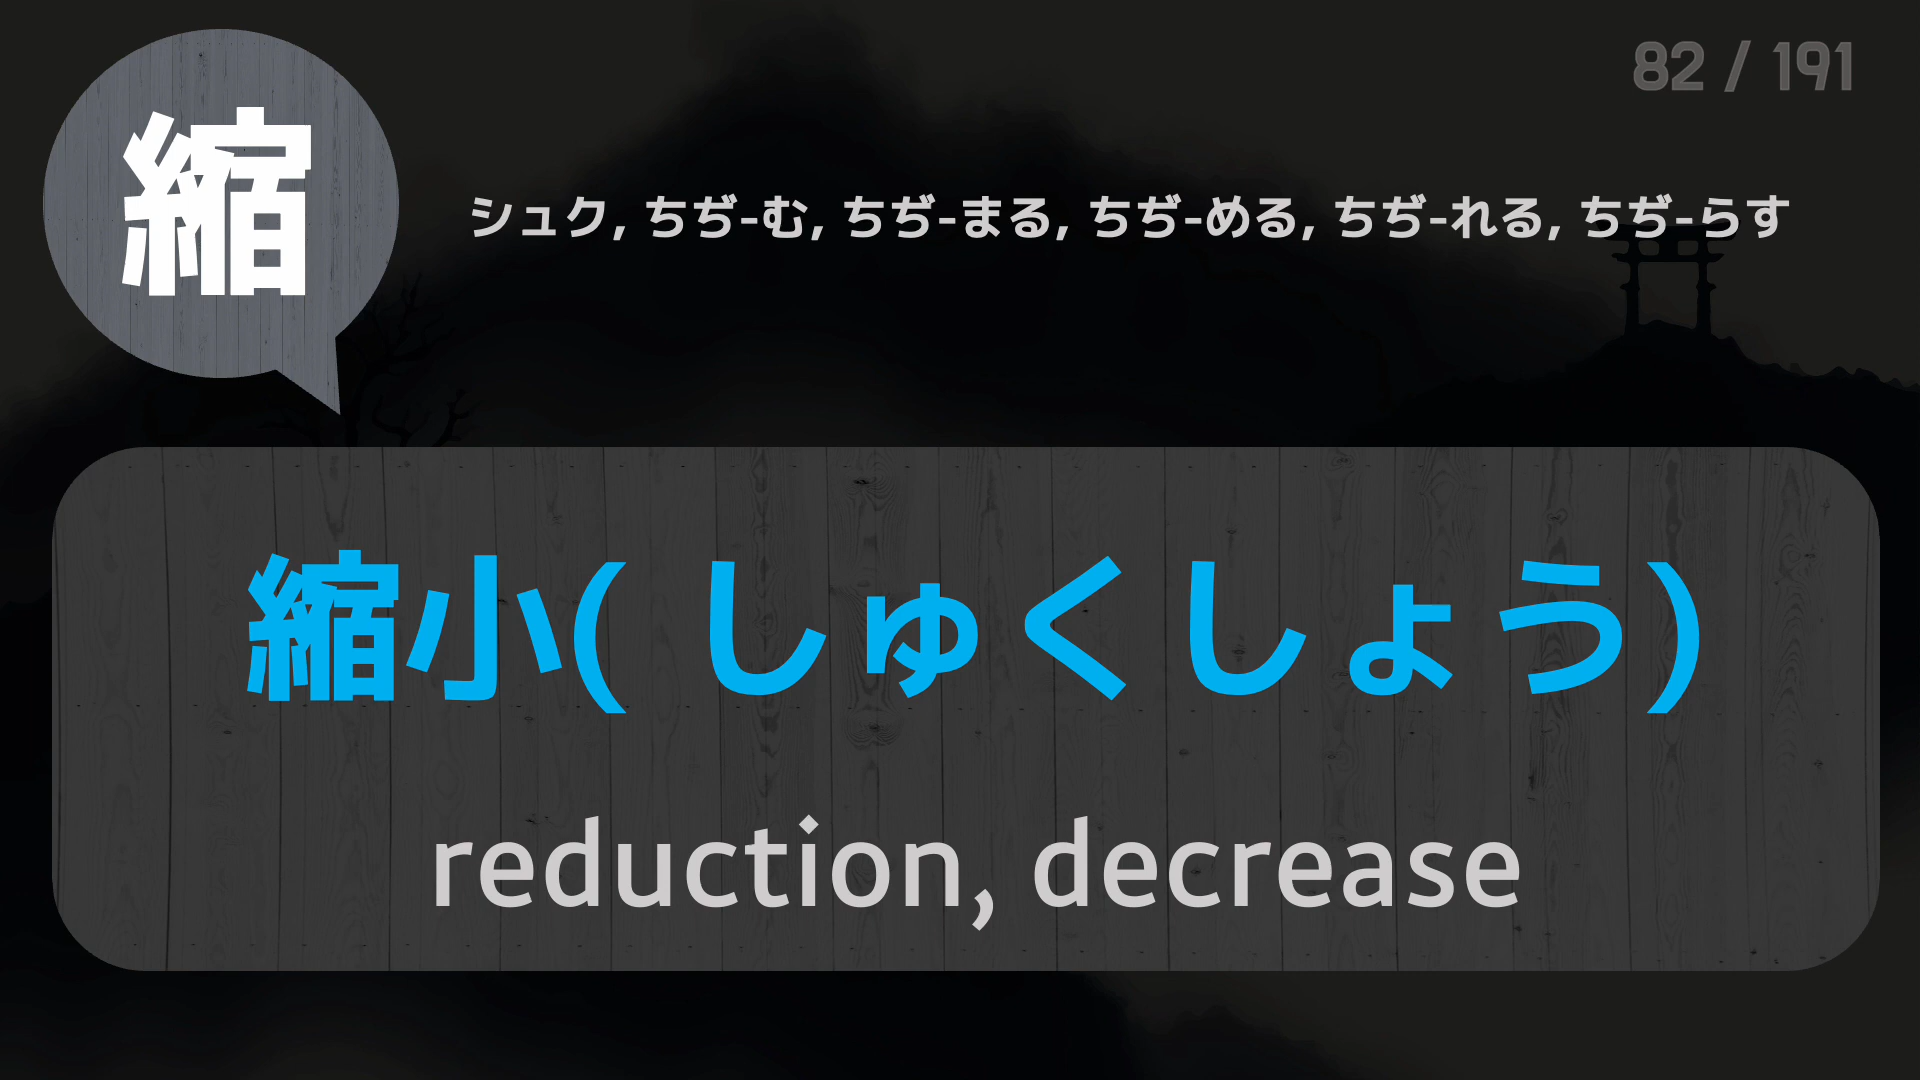 82 / 191
縮
シュク, ちぢ-む, ちぢ-まる, ちぢ-める, ちぢ-れる, ちぢ-らす
縮小( しゅくしょう)
reduction, decrease